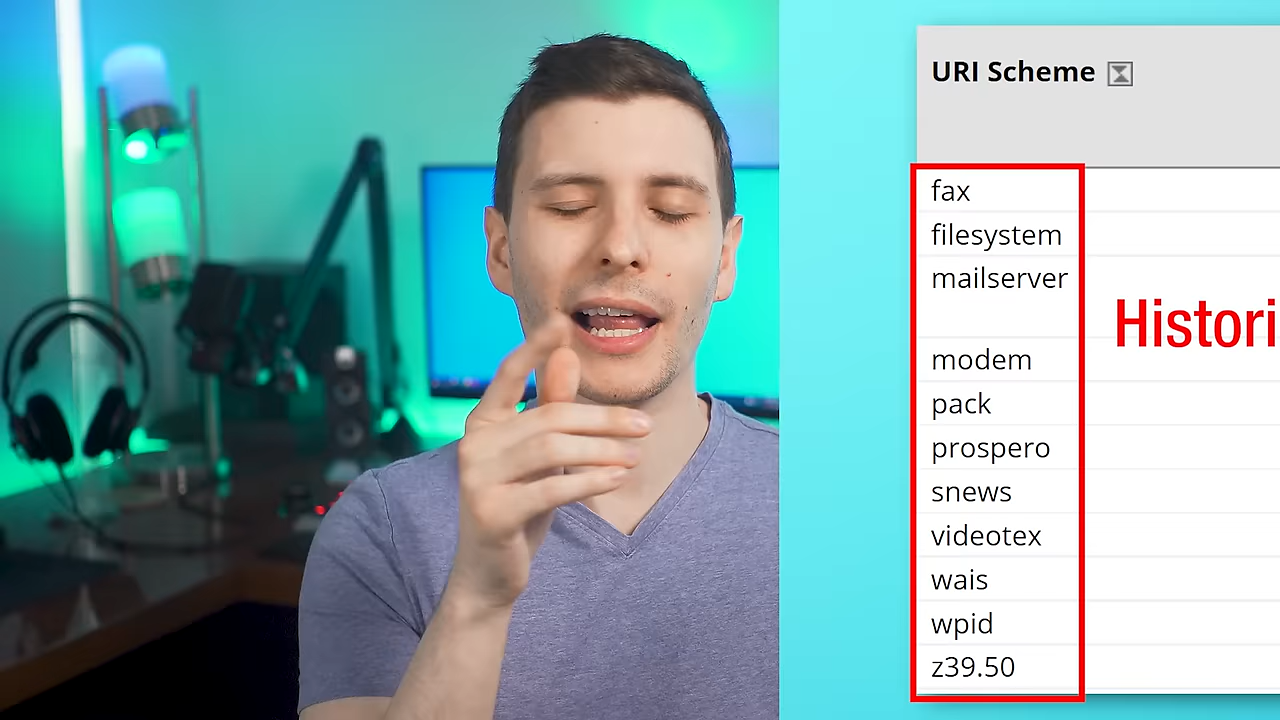 URI Scheme
fax
filesystem
mailserver
Histori
modem
pack
prospero
snews
videotex
wais
wpid
z39.50